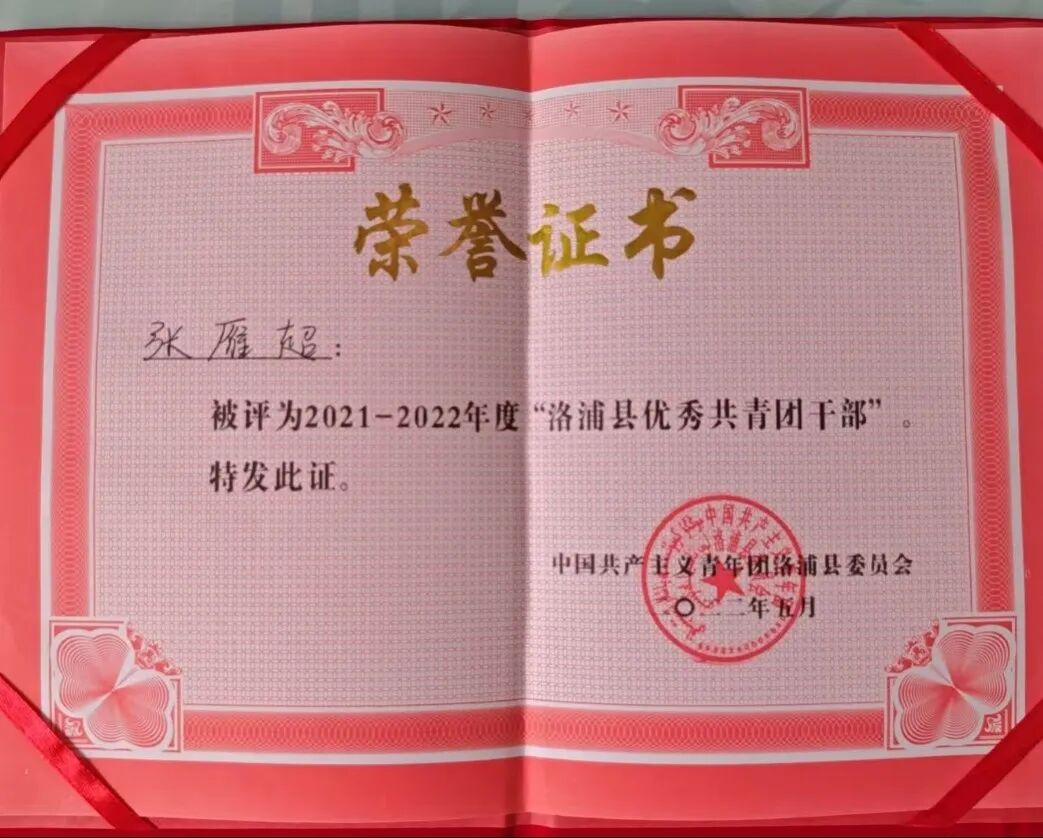 荣誉证书
张雁超：
被评为2021-2022年度“洛浦县优秀共青团干部”。
特发此证。
中国共产主义青年团洛浦县委员会
二〇二二年五月